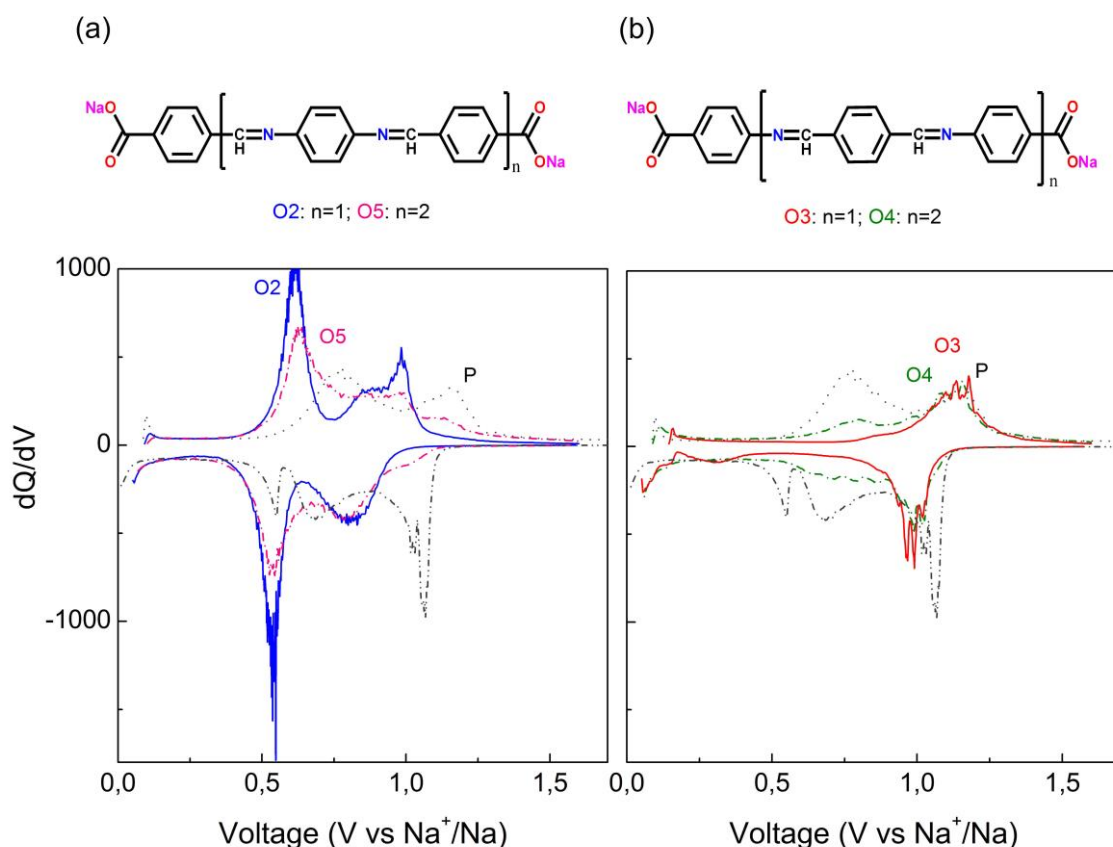 (a)
(b)
NaO
O
C
H
N
N
C
H
O
ONa
n
NaO
O
N
C
H
C
H
N
O
ONa
n
O2: n=1; O5: n=2
O3: n=1; O4: n=2
dQ/dV
1000
0
-1000
O2
O5
P
O3
O4
P
0,0
0,5
1,0
1,5
0,5
1,0
1,5
Voltage (V vs Na⁺/Na)
Voltage (V vs Na⁺/Na)